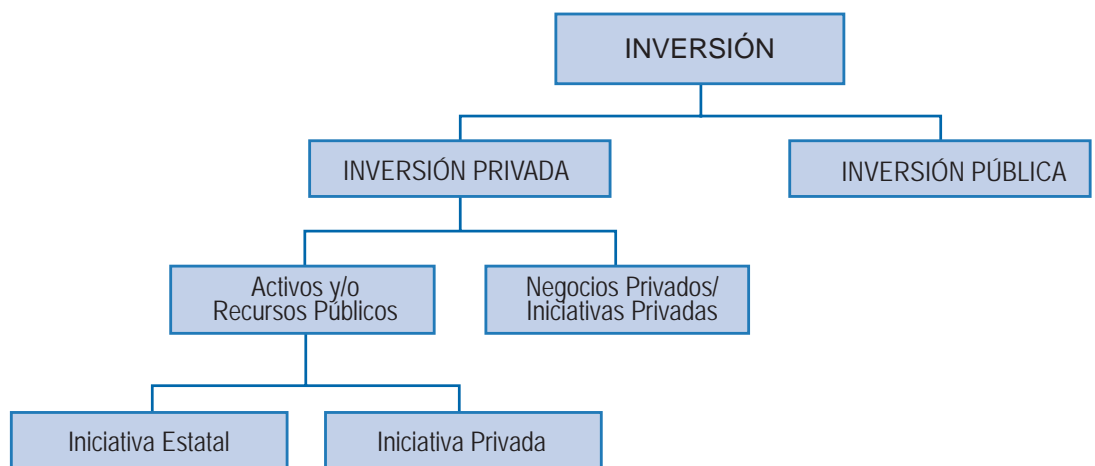 INVERSIÓN
INVERSIÓN PRIVADA
INVERSIÓN PÚBLICA
Activos y/o
Recursos Públicos
Negocios Privados/
Iniciativas Privadas
Iniciativa Estatal
Iniciativa Privada